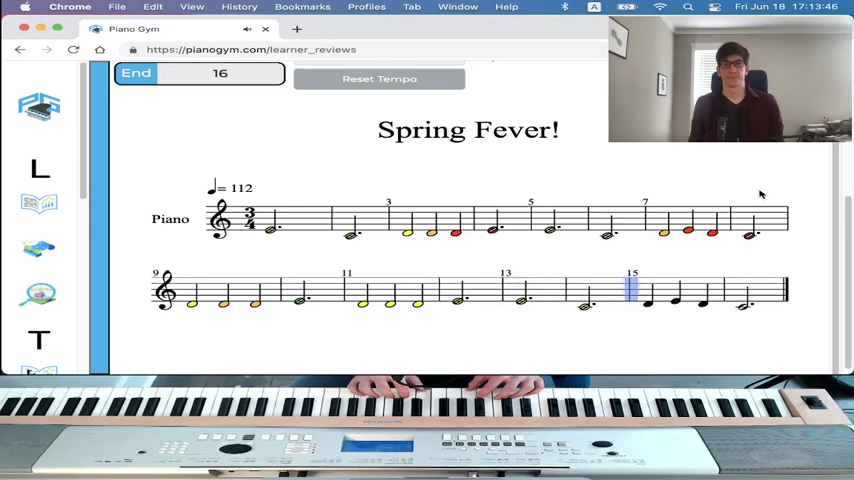 Chrome File Edit View History Bookmarks Profiles Tab Window Help A Fri Jun 18 17:13:46
Piano Gym
https://pianogym.com/learner_reviews
End 16
Reset Tempo
PG
L
T
Spring Fever!
= 112
Piano
3
4
3
5
7
9
11
13
15